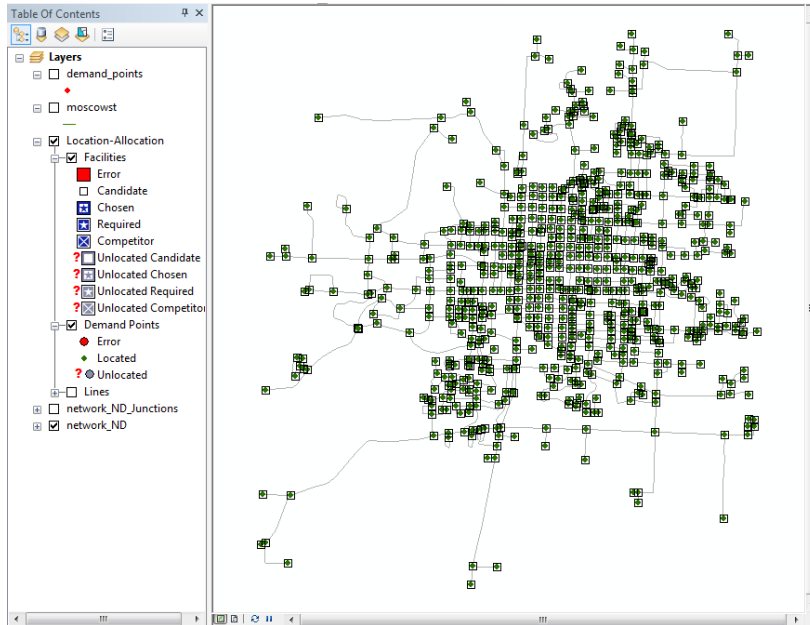 Table Of Contents
Layers
demand_points
moscowst
Location-Allocation
Facilities
Error
Candidate
Chosen
Required
Competitor
? Unlocated Candidate
? Unlocated Chosen
? Unlocated Required
? Unlocated Competitor
Demand Points
Error
Located
? Unlocated
Lines
network_ND_Junctions
network_ND